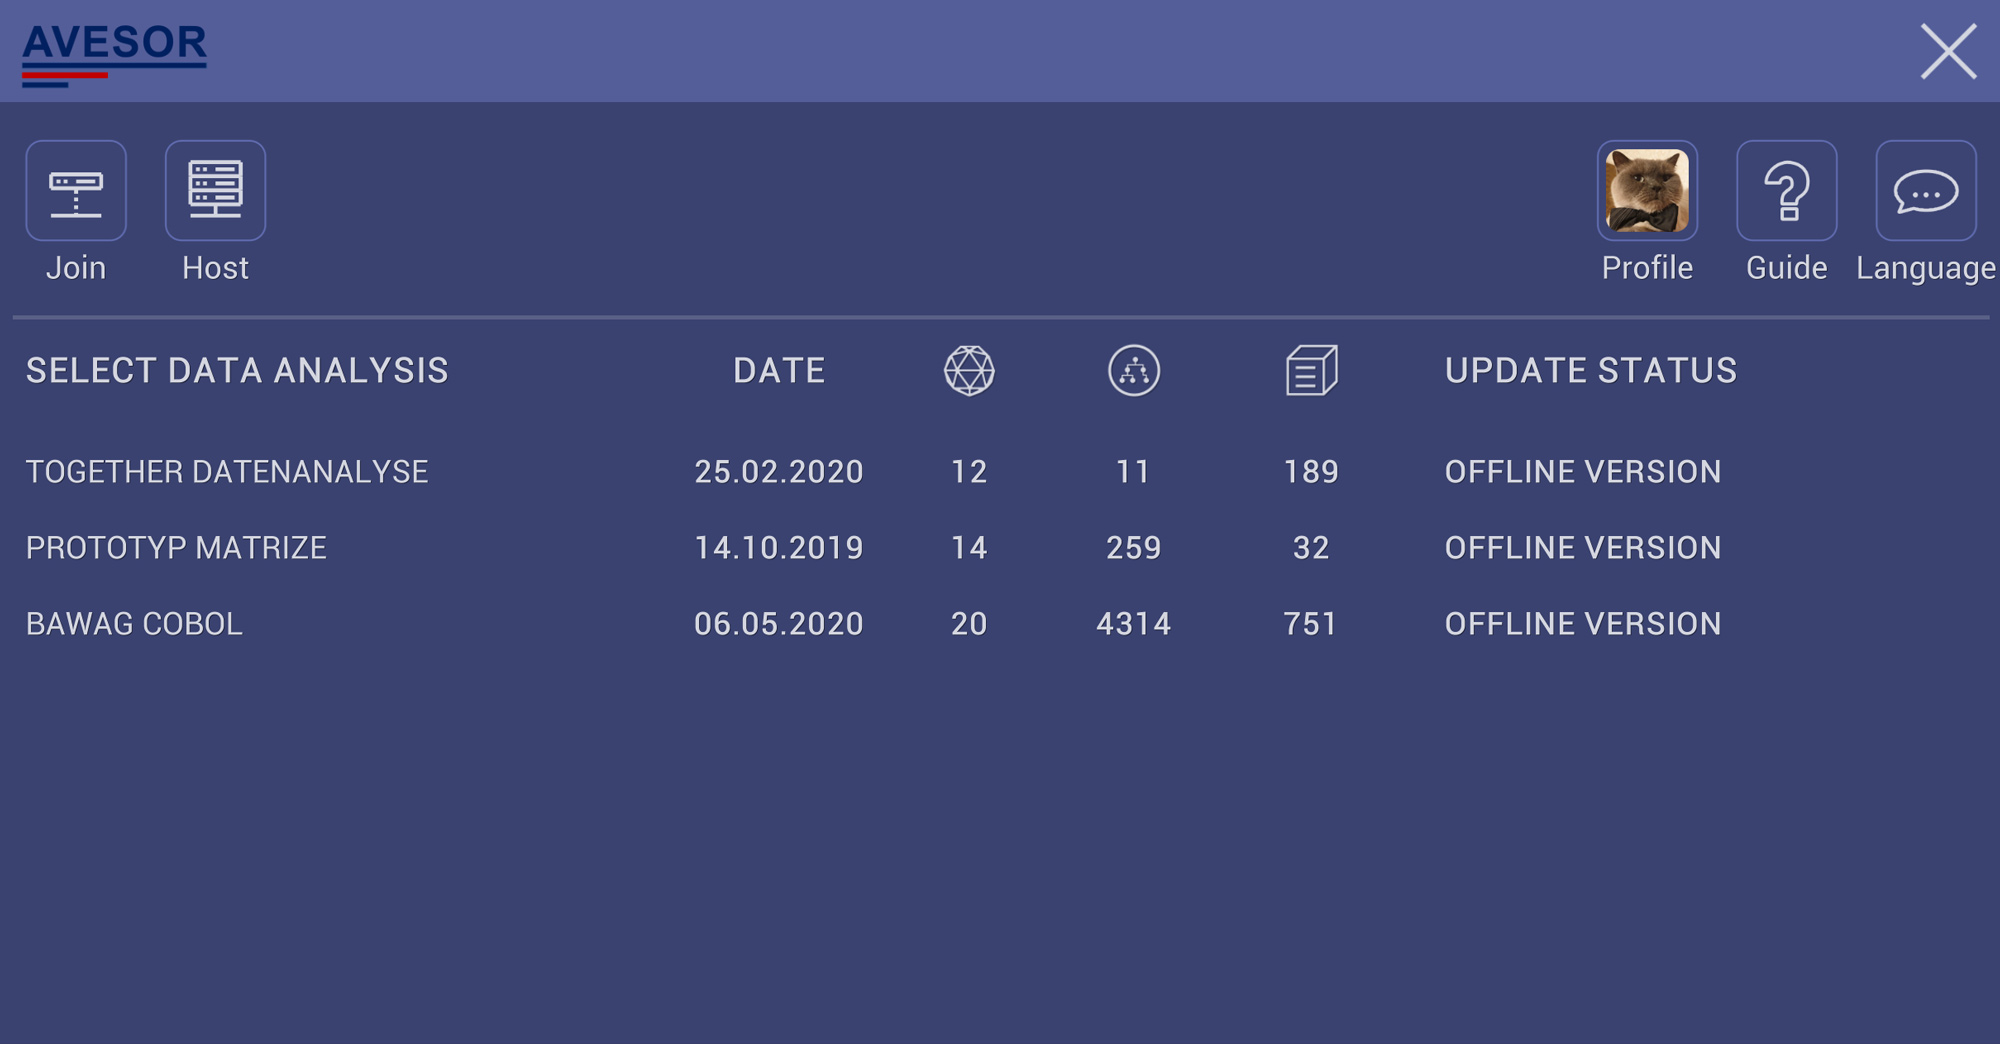 AVESOR
Join Host Profile Guide Language
SELECT DATA ANALYSIS DATE UPDATE STATUS
TOGETHER DATENANALYSE 25.02.2020 12 11 189 OFFLINE VERSION
PROTOTYP MATRIZE 14.10.2019 14 259 32 OFFLINE VERSION
BAWAG COBOL 06.05.2020 20 4314 751 OFFLINE VERSION